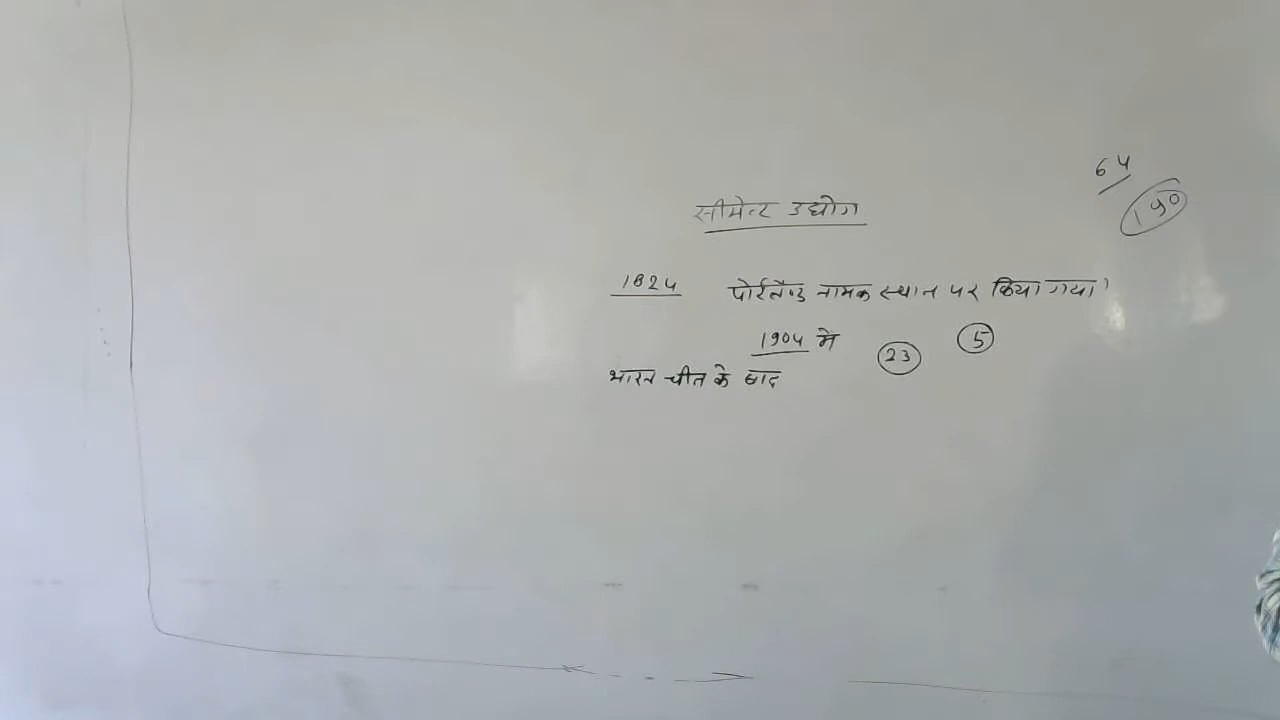 64
190
सीमेन्ट उद्योग
1824 पोर्टलैण्ड नामक स्थान पर किया गया।
1904 में 23 5
भारत चीन के बाद